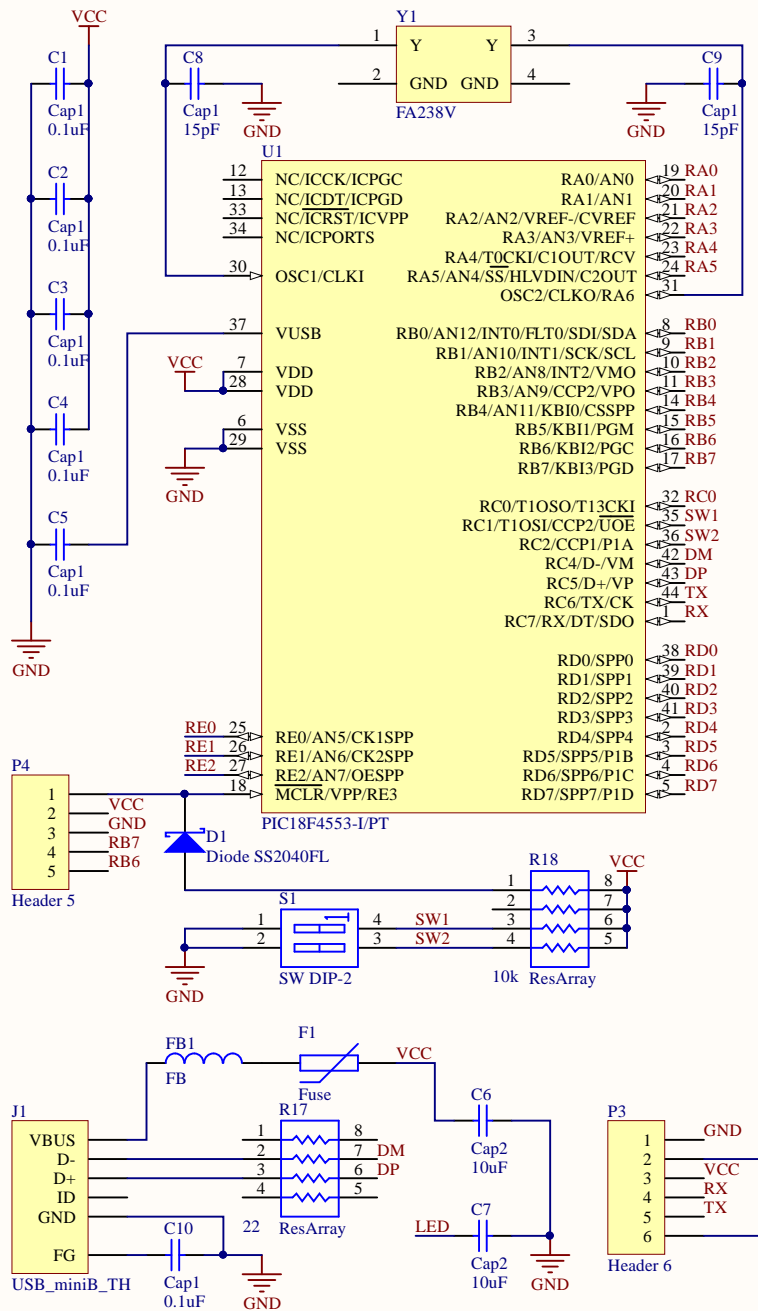 VCC
C1
Cap1
0.1uF
C2
Cap1
0.1uF
C3
Cap1
0.1uF
C4
Cap1
0.1uF
C5
Cap1
0.1uF
GND
C8
Cap1
15pF
GND
Y1
1 Y Y 3
2 GND GND 4
FA238V
C9
Cap1
15pF
GND
U1
12 NC/ICCK/ICPGC
13 NC/ICDT/ICPGD
33 NC/ICRST/ICVPP
34 NC/ICPORTS
30 OSC1/CLKI
37 VUSB
VCC
7 VDD
28 VDD
6 VSS
29 VSS
GND
RE0 25 RE0/AN5/CK1SPP
RE1 26 RE1/AN6/CK2SPP
RE2 27 RE2/AN7/OESPP
18 MCLR/VPP/RE3
RA0/AN0 19 RA0
RA1/AN1 20 RA1
RA2/AN2/VREF-/CVREF 21 RA2
RA3/AN3/VREF+ 22 RA3
RA4/T0CKI/C1OUT/RCV 23 RA4
RA5/AN4/SS/HLVDIN/C2OUT 24 RA5
OSC2/CLKO/RA6 31
RB0/AN12/INT0/FLT0/SDI/SDA 8 RB0
RB1/AN10/INT1/SCK/SCL 9 RB1
RB2/AN8/INT2/VMO 10 RB2
RB3/AN9/CCP2/VPO 11 RB3
RB4/AN11/KBI0/CSSPP 14 RB4
RB5/KBI1/PGM 15 RB5
RB6/KBI2/PGC 16 RB6
RB7/KBI3/PGD 17 RB7
RC0/T1OSO/T13CKI 32 RC0
RC1/T1OSI/CCP2/UOE 35 SW1
RC2/CCP1/P1A 36 SW2
RC4/D-/VM 42 DM
RC5/D+/VP 43 DP
RC6/TX/CK 44 TX
RC7/RX/DT/SDO 1 RX
RD0/SPP0 38 RD0
RD1/SPP1 39 RD1
RD2/SPP2 40 RD2
RD3/SPP3 41 RD3
RD4/SPP4 2 RD4
RD5/SPP5/P1B 3 RD5
RD6/SPP6/P1C 4 RD6
RD7/SPP7/P1D 5 RD7
PIC18F4553-I/PT
P4
1
2 VCC
3 GND
4 RB7
5 RB6
Header 5
D1
Diode SS2040FL
S1
1 4 SW1
2 3 SW2
1
SW DIP-2
GND
R18
VCC
1 8
2 7
3 6
4 5
10k ResArray
FB1
FB
F1
Fuse
VCC
J1
VBUS
D-
D+
ID
GND
FG
USB_miniB_TH
R17
1 8
2 7 DM
3 6 DP
4 5
22 ResArray
C10
Cap1
0.1uF
GND
C6
Cap2
10uF
LED
C7
Cap2
10uF
GND
P3
1 GND
2
3 VCC
4 RX
5 TX
6
Header 6